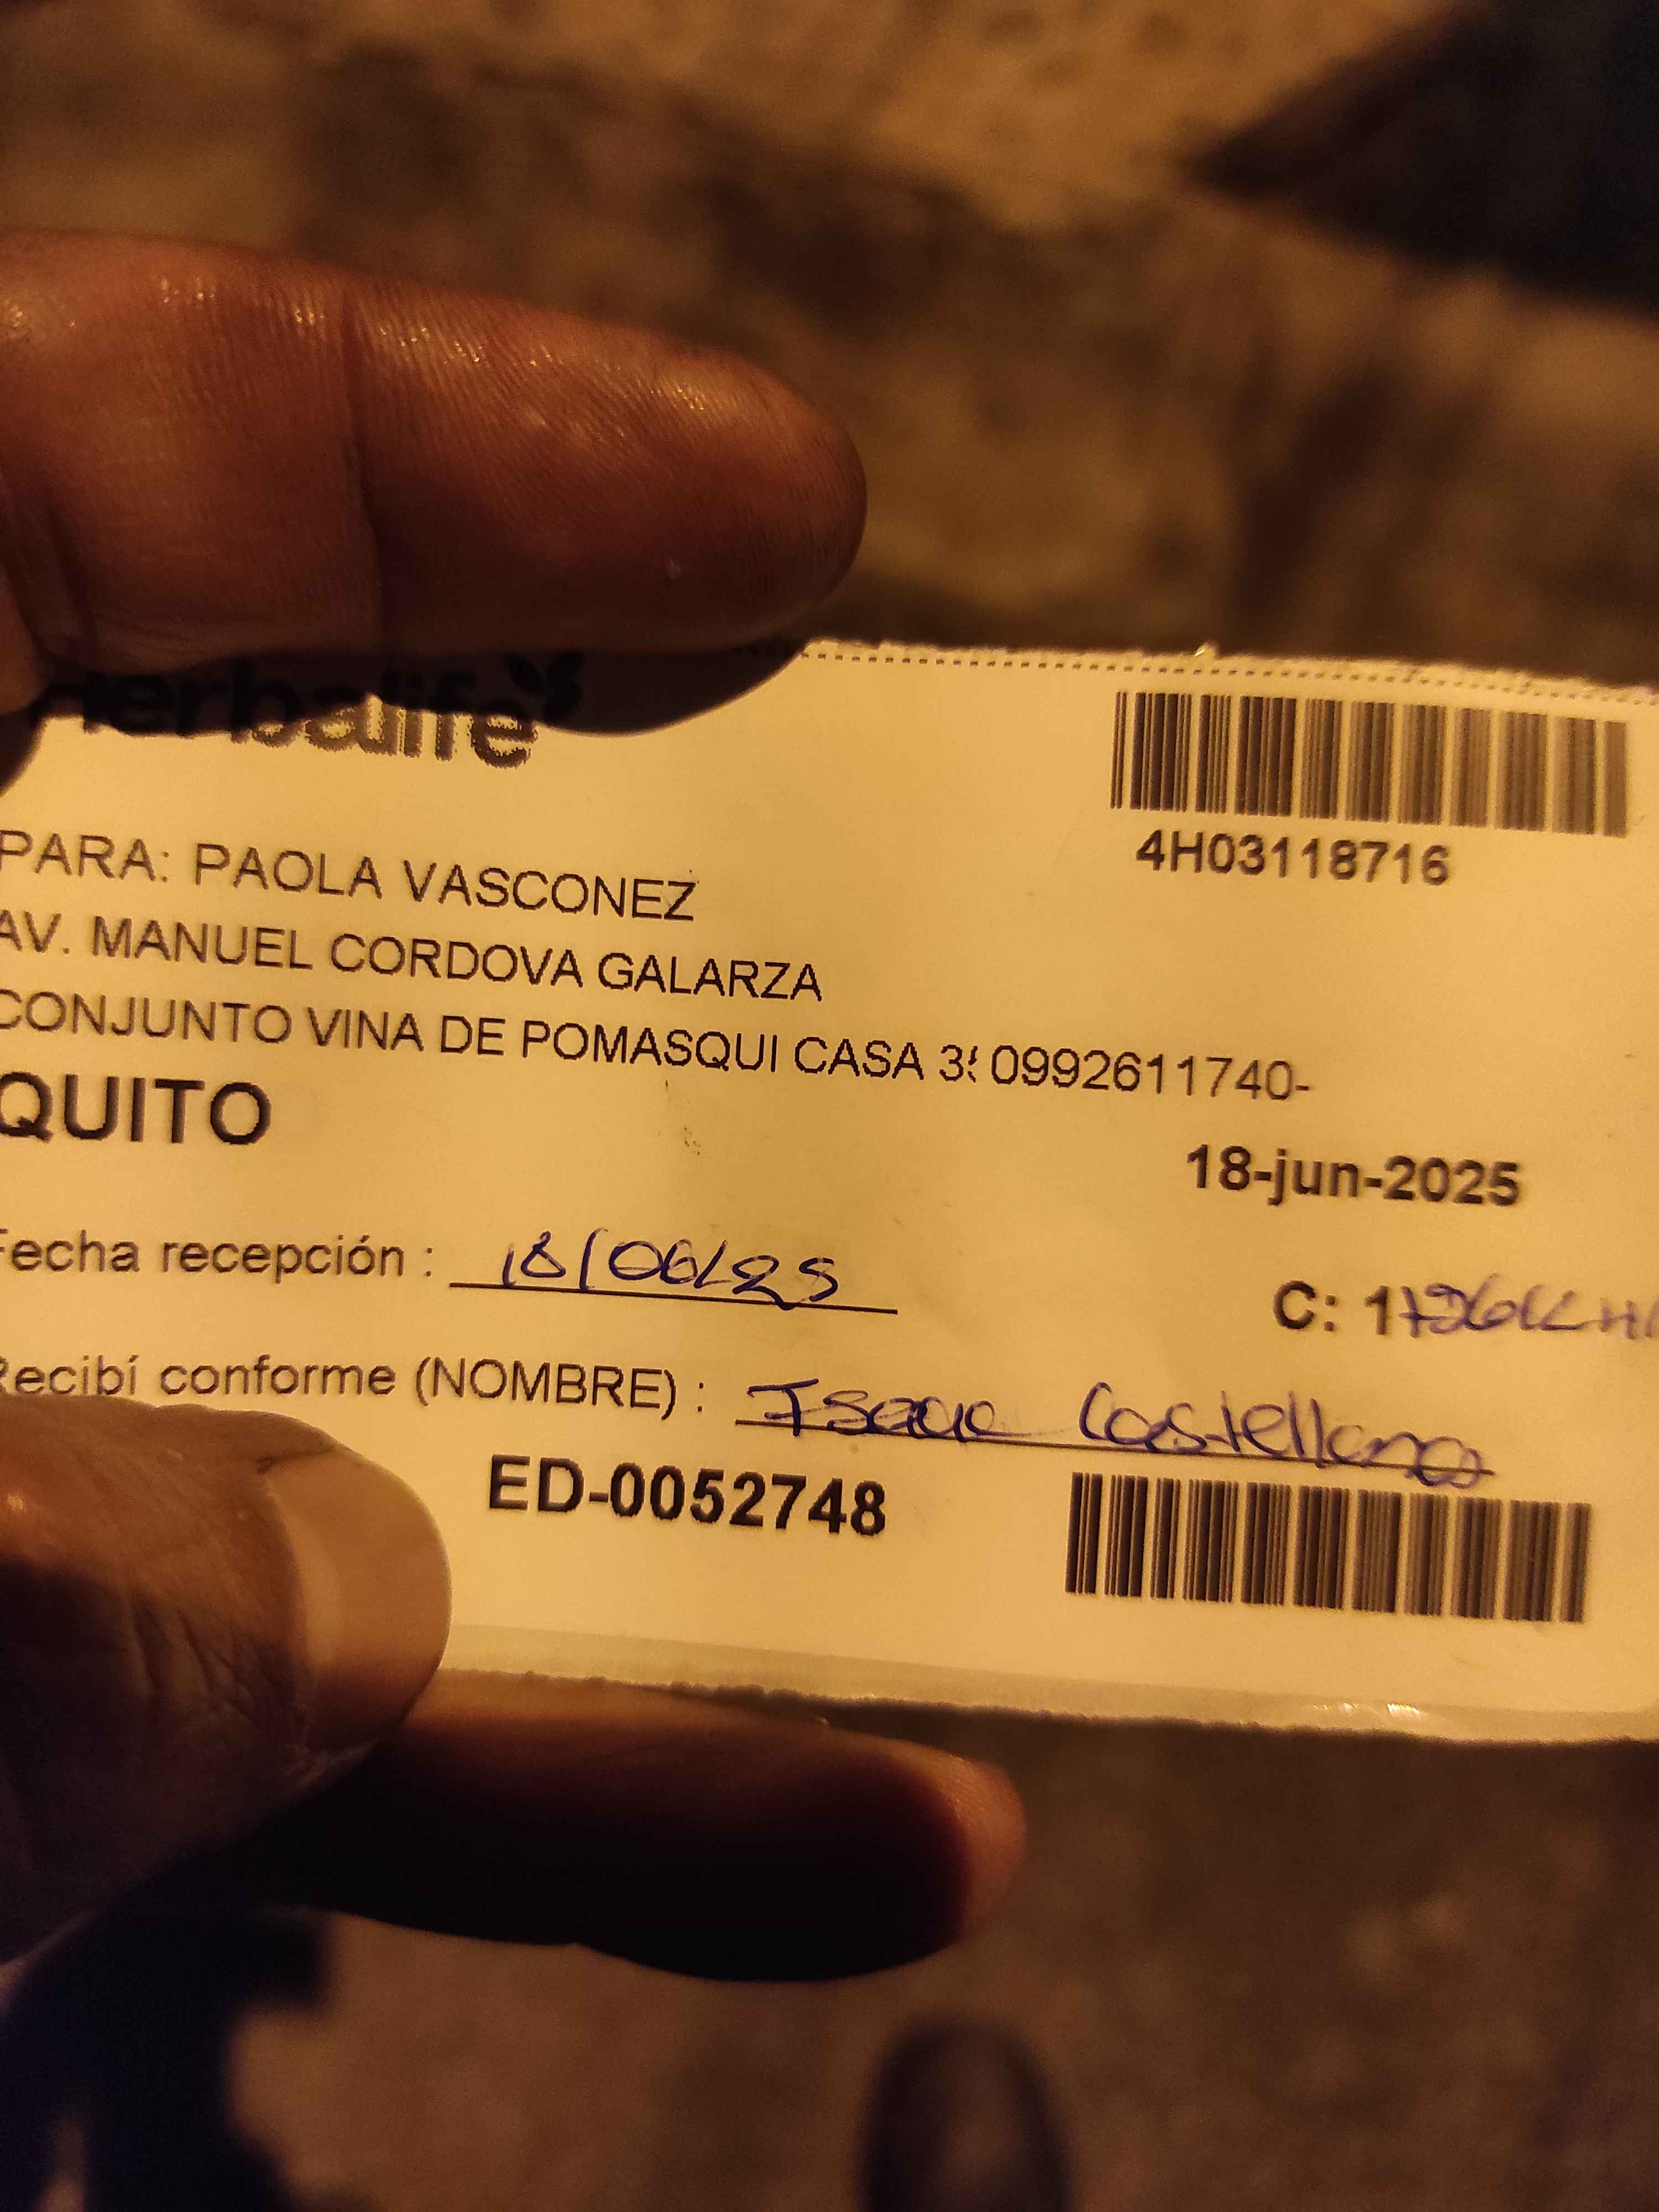 Herbalife
4H03118716
PARA: PAOLA VASCONEZ
AV. MANUEL CORDOVA GALARZA
CONJUNTO VINA DE POMASQUI CASA 0992611740-
QUITO
18-jun-2025
Fecha recepción : 18/06/25
C:
Recibí conforme (NOMBRE) : Isaac Castellano
ED-0052748